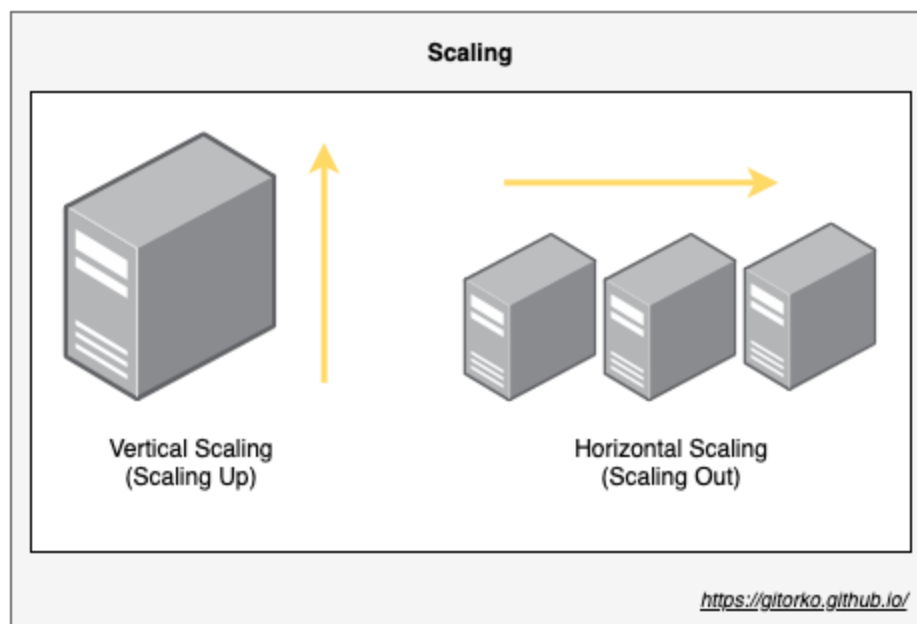 Scaling
Vertical Scaling
(Scaling Up)
Horizontal Scaling
(Scaling Out)
https://gitorko.github.io/